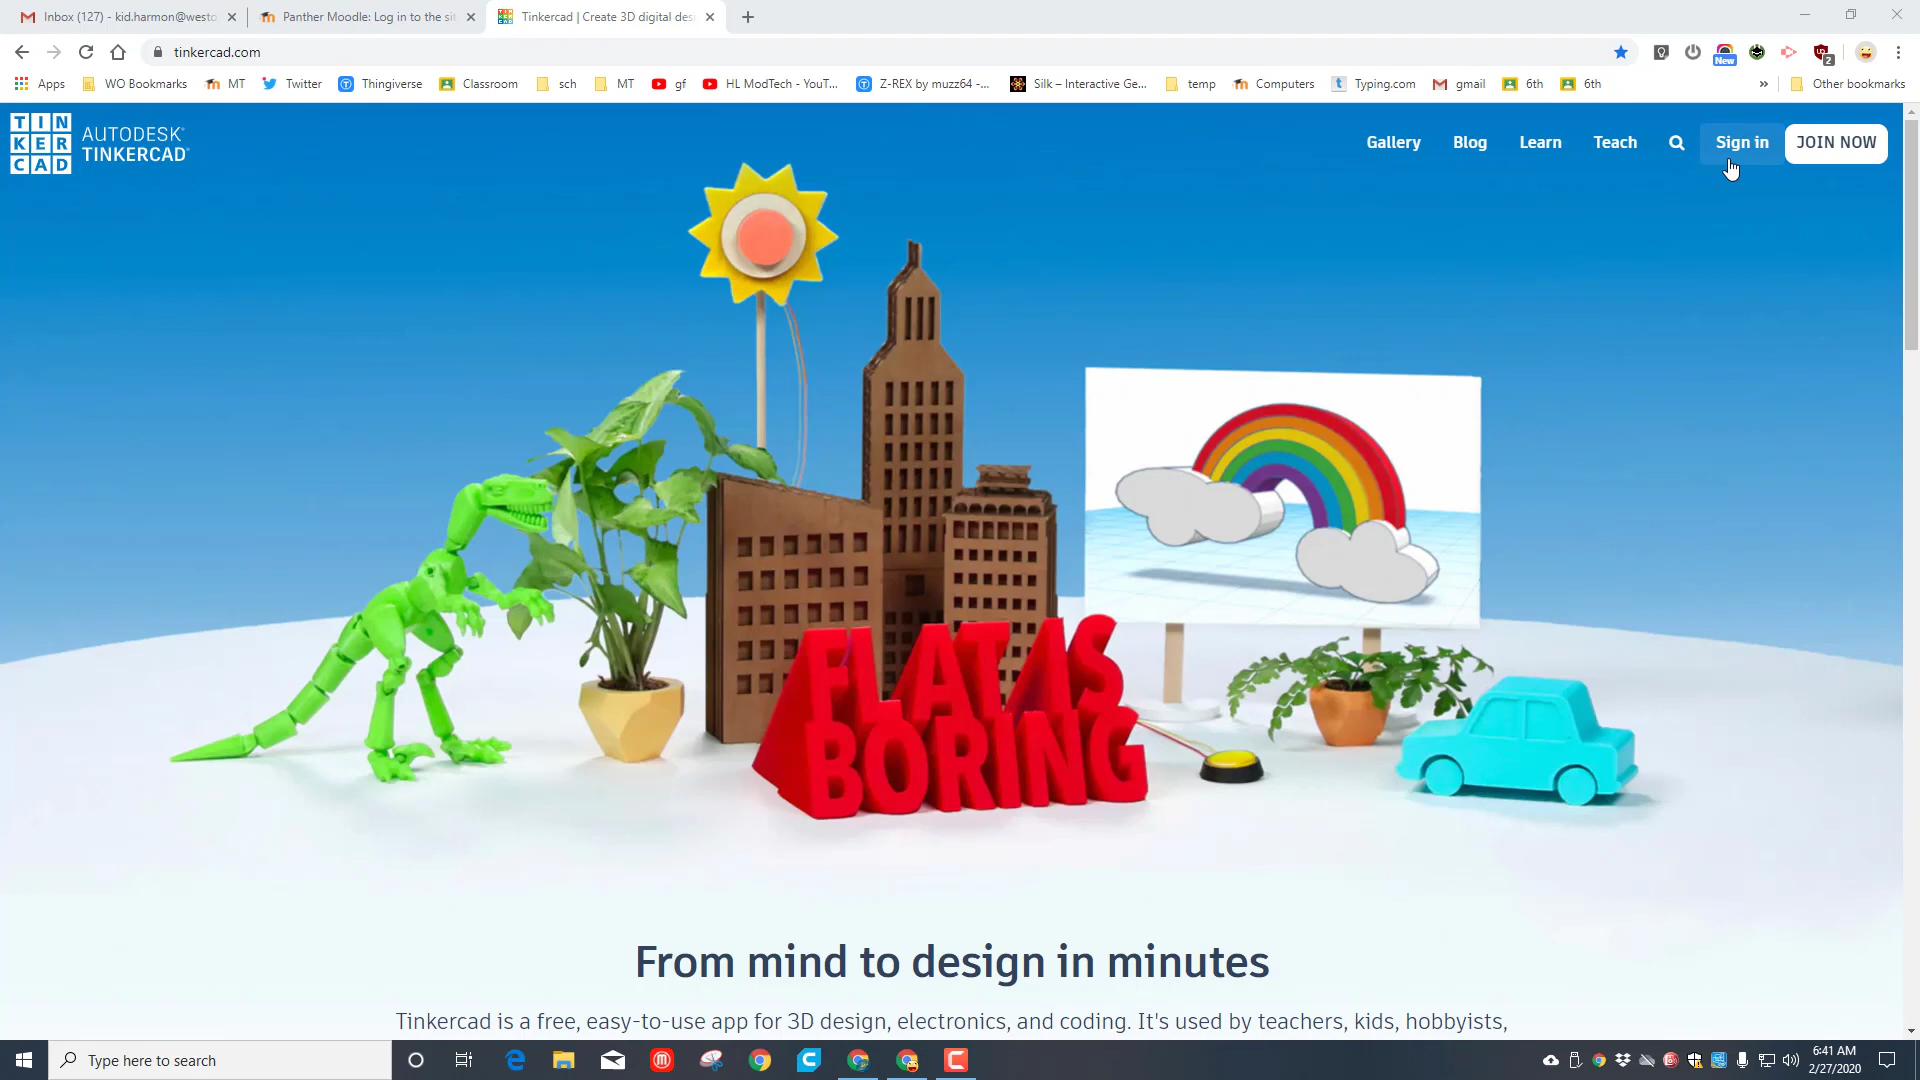 Inbox (127) - kid.harmon@westo
Panther Moodle: Log in to the sit
Tinkercad | Create 3D digital des
tinkercad.com
New
2
Apps
WO Bookmarks
MT
Twitter
Thingiverse
Classroom
sch
MT
gf
HL ModTech - YouT...
Z-REX by muzz64 -...
Silk – Interactive Ge...
temp
Computers
Typing.com
gmail
6th
6th
»
Other bookmarks
TIN
KER
CAD
AUTODESK®
TINKERCAD®
Gallery
Blog
Learn
Teach
Sign in
JOIN NOW
FLAT IS
BORING
From mind to design in minutes
Tinkercad is a free, easy-to-use app for 3D design, electronics, and coding. It's used by teachers, kids, hobbyists,
Type here to search
6:41 AM
2/27/2020